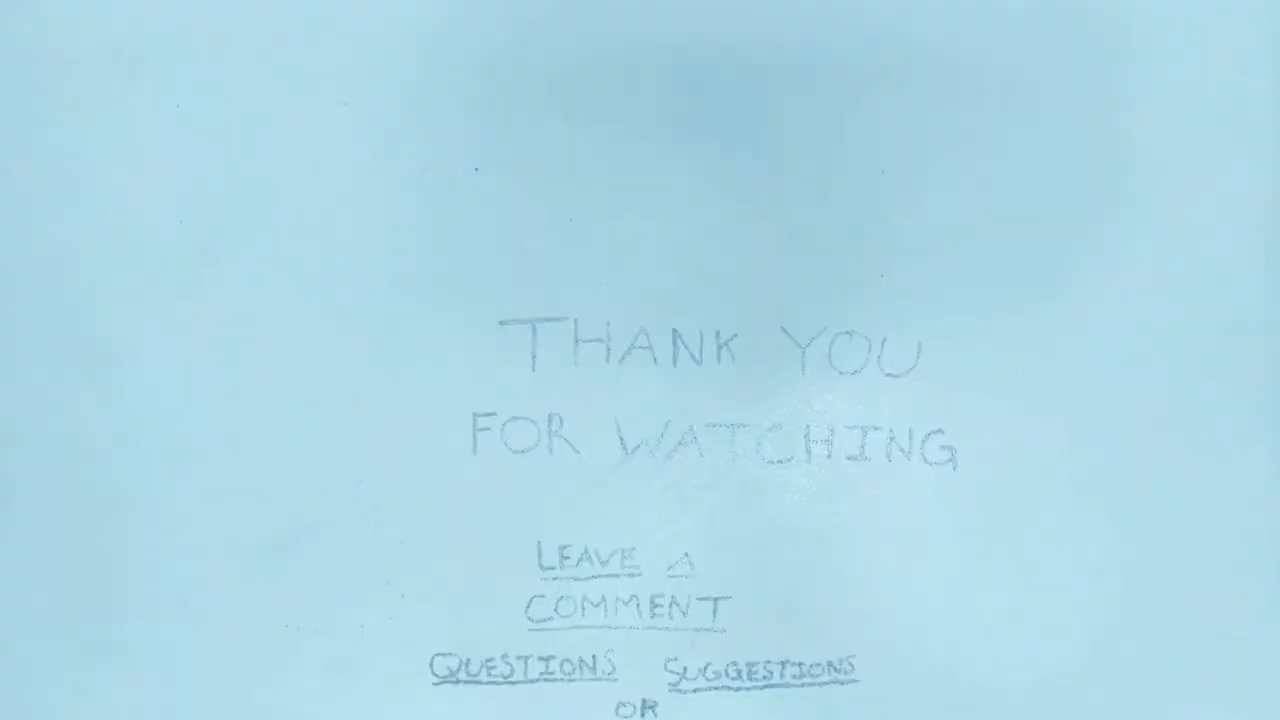 THANK YOU
FOR WATCHING
LEAVE A
COMMENT
QUESTIONS SUGGESTIONS
OR